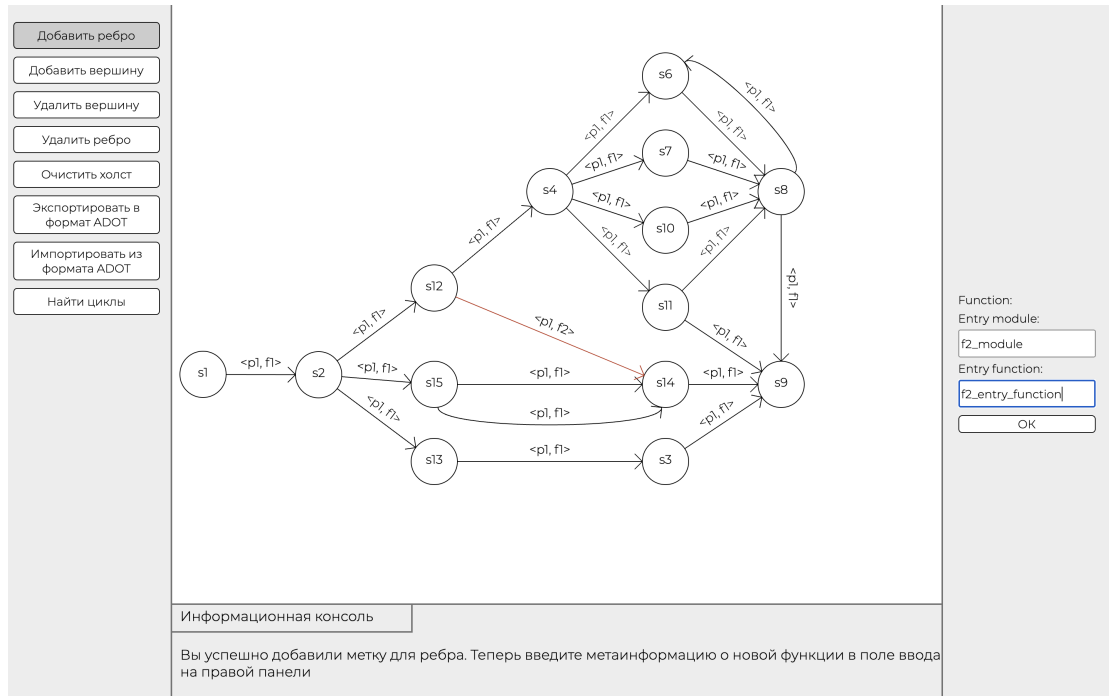 Добавить ребро
Добавить вершину
Удалить вершину
Удалить ребро
Очистить холст
Экспортировать в
формат ADOT
Импортировать из
формата ADOT
Найти циклы
s6
<p1, f1>
<p1, f1>
<p1, f1>
s7
<p1, f1>
<p1, f1>
s4
s8
<p1, f1>
<p1, f1>
s10
<p1, f1>
<p1, f1>
<p1, f1>
s12
<p1, f1>
s11
<p1, f1>
<p1, f2>
<p1, f1>
s1
<p1, f1>
s2
<p1, f1>
s15
<p1, f1>
s14
<p1, f1>
s9
<p1, f1>
<p1, f1>
<p1, f1>
s13
<p1, f1>
s3
Function:
Entry module:
f2_module
Entry function:
f2_entry_function
OK
Информационная консоль
Вы успешно добавили метку для ребра. Теперь введите метаинформацию о новой функции в поле ввода
на правой панели